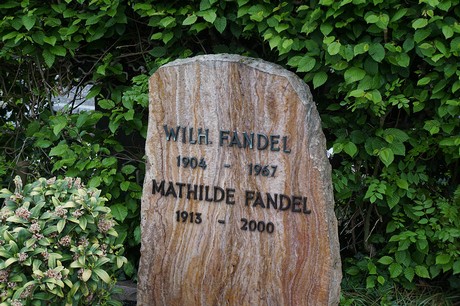 WILH. FANDEL
1904 - 1967
MATHILDE FANDEL
1913 - 2000